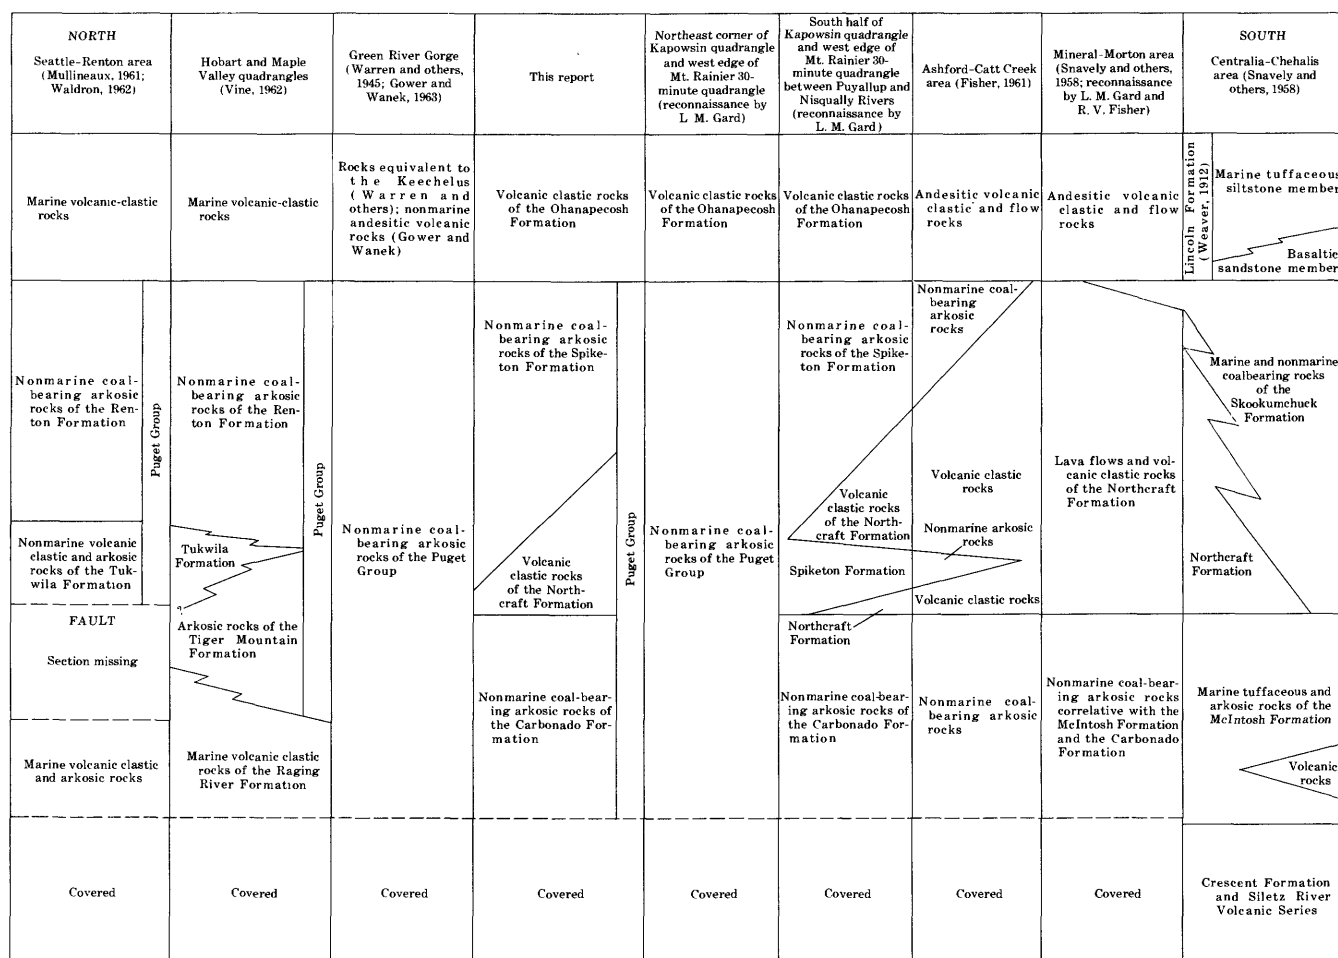 NORTH
Seattle-Renton area
(Mullineaux, 1961;
Waldron, 1962)
Hobart and Maple
Valley quadrangles
(Vine, 1962)
Green River Gorge
(Warren and others,
1945; Gower and
Wanek, 1963)
This report
Northeast corner of
Kapowsin quadrangle
and west edge of
Mt. Rainier 30-
minute quadrangle
(reconnaissance by
L M. Gard)
South half of
Kapowsin quadrangle
and west edge of
Mt. Rainier 30-
minute quadrangle
between Puyallup and
Nisqually Rivers
(reconnaissance by
L. M. Gard)
Ashford-Catt Creek
area (Fisher, 1961)
Mineral-Morton area
(Snavely and others,
1958; reconnaissance
by L. M. Gard and
R. V. Fisher)
SOUTH
Centralia-Chehalis
area (Snavely and
others, 1958)
Marine volcanic-clastic
rocks
Marine volcanic-clastic
rocks
Rocks equivalent to
the Keechelus
(Warren and
others); nonmarine
andesitic volcanic
rocks (Gower and
Wanek)
Volcanic clastic rocks
of the Ohanapecosh
Formation
Volcanic clastic rocks
of the Ohanapecosh
Formation
Volcanic clastic rocks
of the Ohanapecosh
Formation
Andesitic volcanic
clastic and flow
rocks
Andesitic volcanic
clastic and flow
rocks
Lincoln Formation
(Weaver, 1912)
Marine tuffaceous
siltstone member
Basaltic
sandstone member
Nonmarine coal-
bearing arkosic
rocks of the Ren-
ton Formation
Puget Group
Nonmarine volcanic
clastic and arkosic
rocks of the Tuk-
wila Formation
FAULT
Section missing
Marine volcanic clastic
and arkosic rocks
Covered
Nonmarine coal-
bearing arkosic
rocks of the Ren-
ton Formation
Puget Group
Tukwila
Formation
?
Arkosic rocks of the
Tiger Mountain
Formation
Marine volcanic clastic
rocks of the Raging
River Formation
Covered
Nonmarine coal-
bearing arkosic
rocks of the Puget
Group
Covered
Nonmarine coal-
bearing arkosic
rocks of the Spike-
ton Formation
Volcanic
clastic rocks
of the North-
craft Formation
Puget Group
Nonmarine coal-bear-
ing arkosic rocks of
the Carbonado For-
mation
Covered
Nonmarine coal-
bearing arkosic
rocks of the Puget
Group
Covered
Nonmarine coal-
bearing arkosic
rocks of the Spike-
ton Formation
Volcanic
clastic rocks
of the North-
craft Formation
Spiketon Formation
Northcraft
Formation
Nonmarine coal-bear-
ing arkosic rocks of
the Carbonado For-
mation
Covered
Nonmarine coal-
bearing
arkosic
rocks
Volcanic clastic
rocks
Nonmarine arkosic
rocks
Volcanic clastic rocks
Nonmarine coal-
bearing arkosic
rocks
Covered
Lava flows and vol-
canic clastic rocks
of the Northcraft
Formation
Nonmarine coal-bear-
ing arkosic rocks
correlative with the
McIntosh Formation
and the Carbonado
Formation
Covered
Marine and nonmarine
coalbearing rocks
of the
Skookumchuck
Formation
Northcraft
Formation
Marine tuffaceous and
arkosic rocks of the
McIntosh Formation
Volcanic
rocks
Crescent Formation
and Siletz River
Volcanic Series